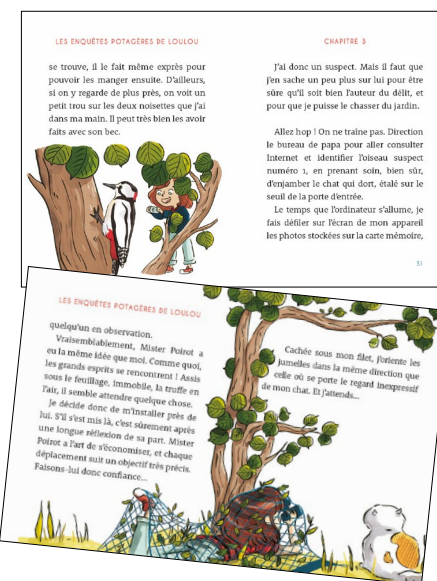 LES ENQUÊTES POTAGÈRES DE LOULOU
se trouve, il le fait même exprès pour
pouvoir les manger ensuite. D'ailleurs,
si on y regarde de plus près, on voit un
petit trou sur les deux noisettes que j'ai
dans ma main. Il peut très bien les avoir
faits avec son bec.
CHAPITRE 3
J'ai donc un suspect. Mais il faut que
j'en sache un peu plus sur lui pour être
sûre qu'il soit bien l'auteur du délit, et
pour que je puisse le chasser du jardin.
Allez hop ! On ne traîne pas. Direction
le bureau de papa pour aller consulter
Internet et identifier l'oiseau suspect
numéro 1, en prenant soin, bien sûr,
d'enjamber le chat qui dort, étalé sur le
seuil de la porte d'entrée.
Le temps que l'ordinateur s'allume, je
fais défiler sur l'écran de mon appareil
les photos stockées sur la carte mémoire,
51
LES ENQUÊTES POTAGÈRES DE LOULOU
quelqu'un en observation.
Vraisemblablement, Mister Poirot a
eu la même idée que moi. Comme quoi,
les grands esprits se rencontrent ! Assis
sous le feuillage, immobile, la truffe en
l'air, il semble attendre quelque chose.
Je décide donc de m'installer près de
lui. S'il s'est mis là, c'est sûrement après
une longue réflexion de sa part. Mister
Poirot a l'art de s'économiser, et chaque
déplacement suit un objectif très précis.
Faisons-lui donc confiance...
Cachée sous mon filet, j'oriente les
jumelles dans la même direction que
celle où se porte le regard inexpressif
de mon chat. Et j'attends...